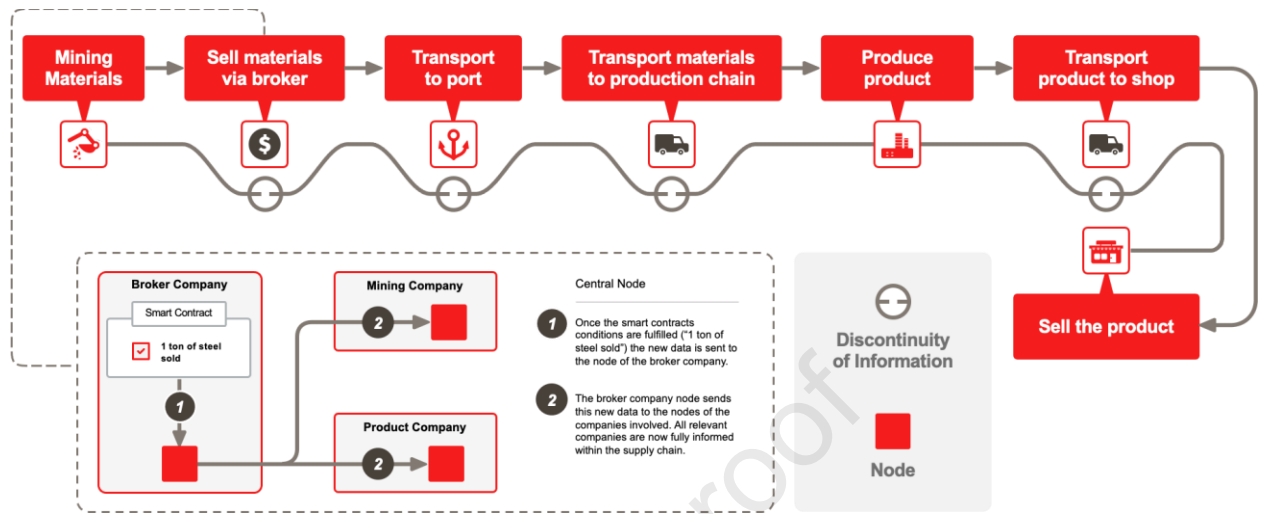 Mining
Materials
Sell materials
via broker
Transport
to port
Transport materials
to production chain
Produce
product
Transport
product to shop
$
Sell the product
Broker Company
Smart Contract
1 ton of steel
sold
1
Mining Company
2
Product Company
2
Central Node
1
Once the smart contracts
conditions are fulfilled ("1 ton of
steel sold") the new data is sent to
the node of the broker company.
2
The broker company node sends
this new data to the nodes of the
companies involved. All relevant
companies are now fully informed
within the supply chain.
Discontinuity
of Information
Node
roof